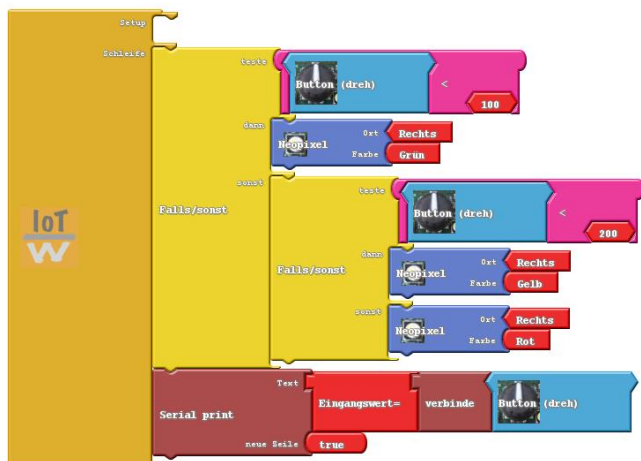 Setup
Schleife
teste
Button (dreh)
<
100
dann
Neopixel
Ort
Rechts
Farbe
Grün
sonst
Falls/sonst
teste
Button (dreh)
<
200
Falls/sonst
dann
Neopixel
Ort
Rechts
Farbe
Gelb
sonst
Neopixel
Ort
Rechts
Farbe
Rot
IoT
W
Serial print
Text
Eingangswert=
verbinde
Button (dreh)
neue Zeile
true